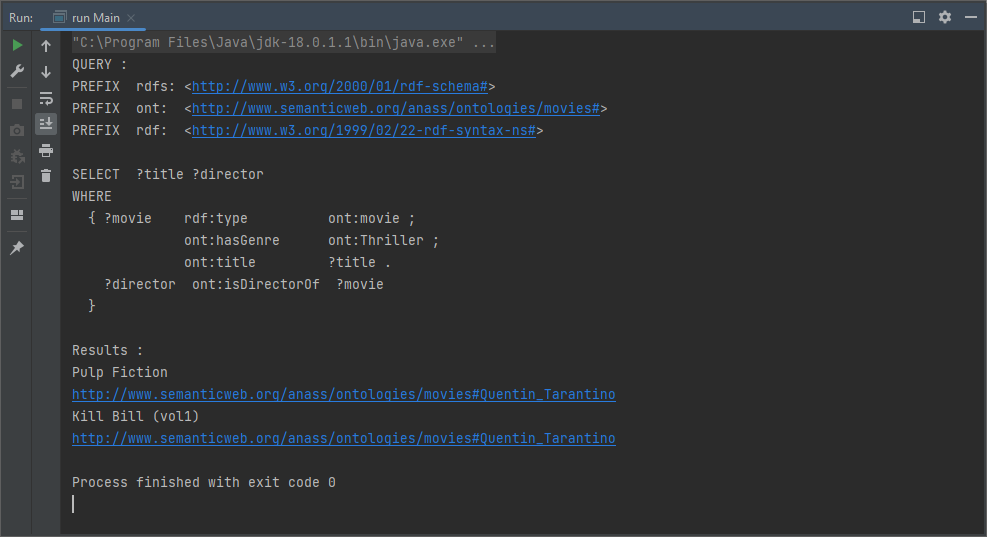 Run: run Main
"C:\Program Files\Java\jdk-18.0.1.1\bin\java.exe" ...
QUERY :
PREFIX  rdfs: <http://www.w3.org/2000/01/rdf-schema#>
PREFIX  ont:  <http://www.semanticweb.org/anass/ontologies/movies#>
PREFIX  rdf:  <http://www.w3.org/1999/02/22-rdf-syntax-ns#>

SELECT  ?title ?director
WHERE
  { ?movie    rdf:type          ont:movie ;
              ont:hasGenre      ont:Thriller ;
              ont:title         ?title .
    ?director  ont:isDirectorOf  ?movie
  }

Results :
Pulp Fiction
http://www.semanticweb.org/anass/ontologies/movies#Quentin_Tarantino
Kill Bill (vol1)
http://www.semanticweb.org/anass/ontologies/movies#Quentin_Tarantino

Process finished with exit code 0